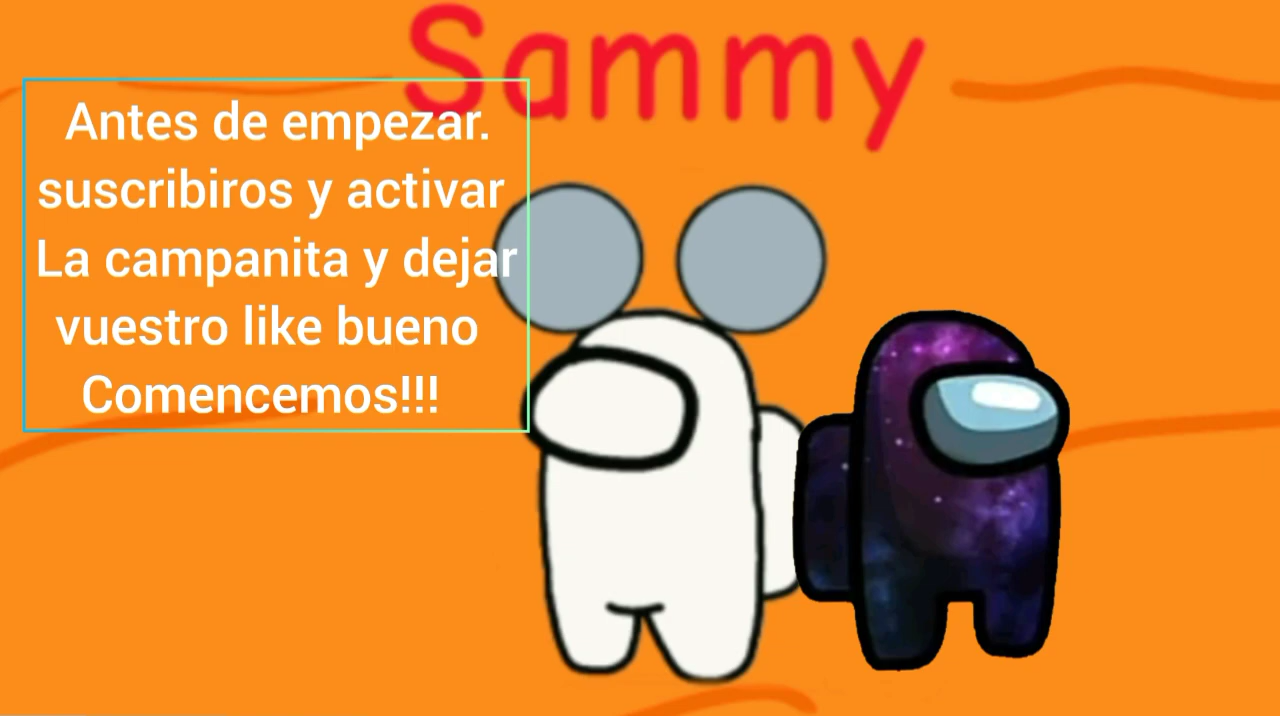 Sammy
Antes de empezar.
suscribiros y activar
La campanita y dejar
vuestro like bueno
Comencemos!!!